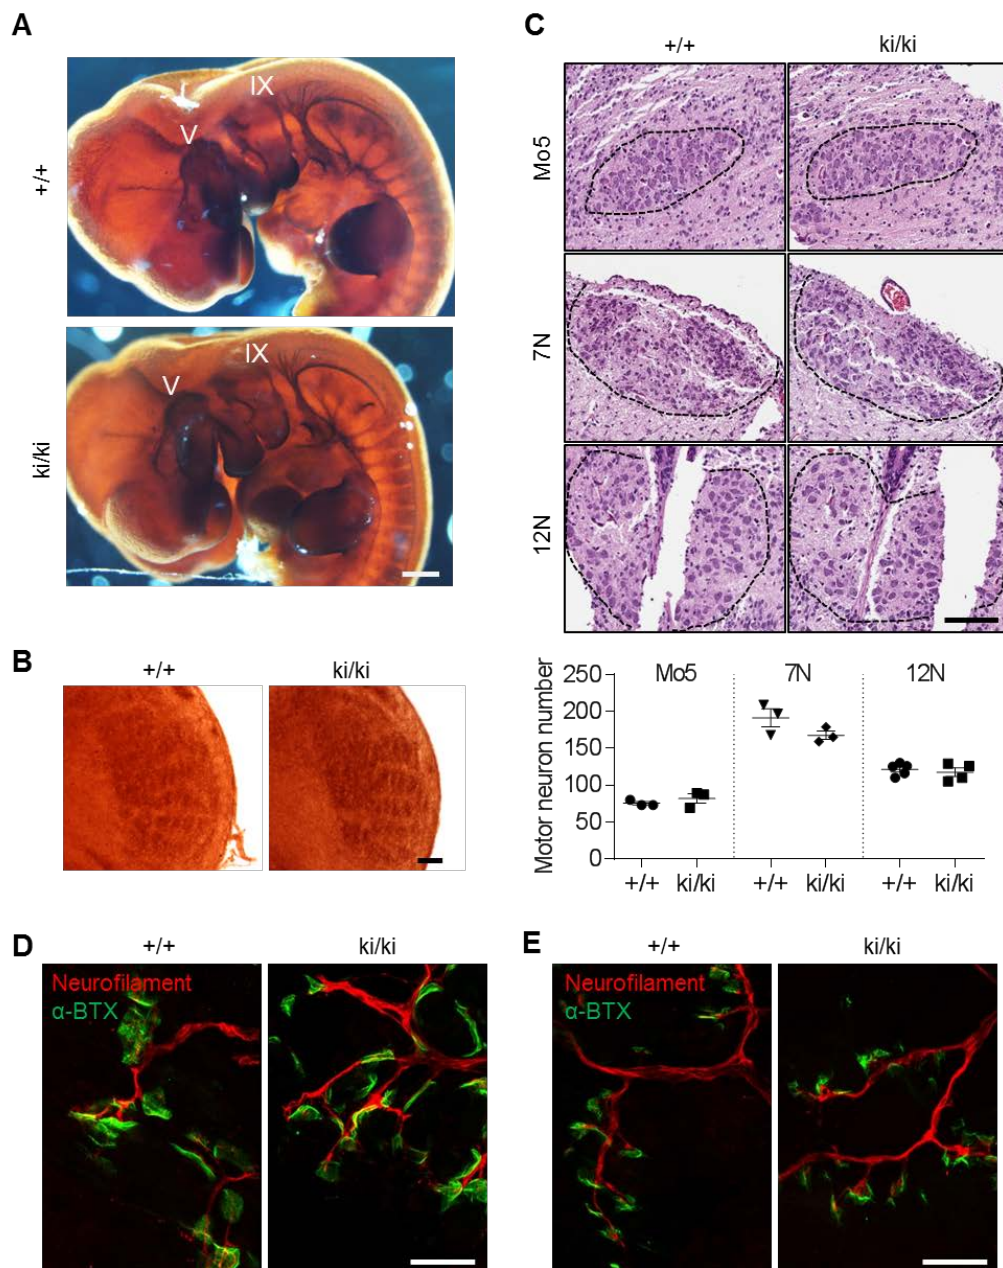 A
+/+
V
IX
ki/ki
V
IX
B
+/+
ki/ki
C
+/+
ki/ki
Mo5
7N
12N
Motor neuron number
250
200
150
100
50
0
Mo5
7N
12N
+/+ ki/ki +/+ ki/ki +/+ ki/ki
D
+/+
ki/ki
Neurofilament
α-BTX
E
+/+
ki/ki
Neurofilament
α-BTX